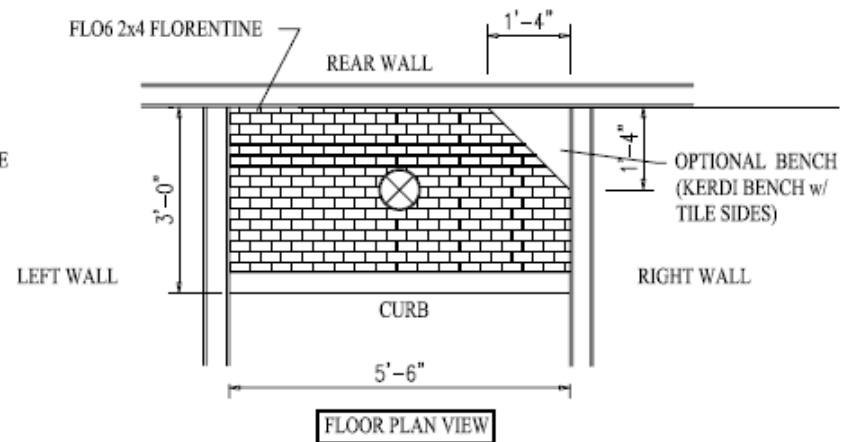 FLO6 2x4 FLORENTINE
1'-4"
REAR WALL
E
3'-0"
1'-4"
OPTIONAL BENCH
(KERDI BENCH w/
TILE SIDES)
LEFT WALL
RIGHT WALL
CURB
5'-6"
FLOOR PLAN VIEW